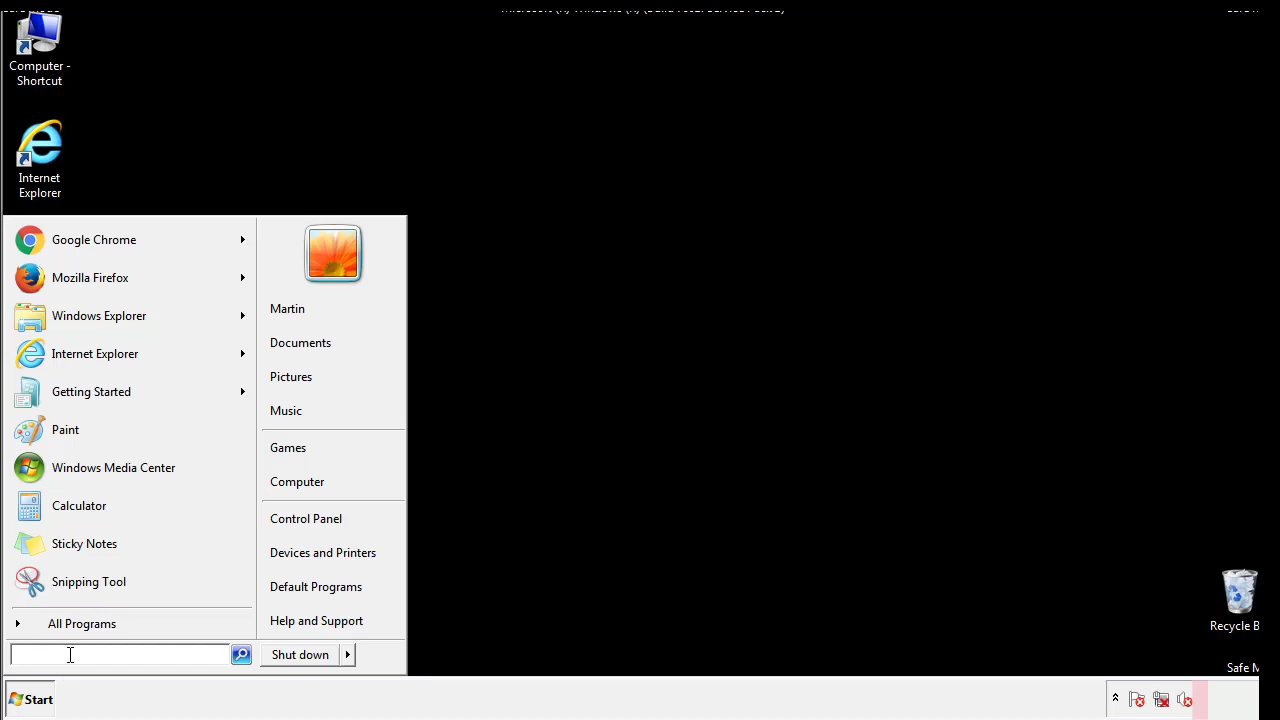 Computer -
Shortcut
Internet
Explorer
Google Chrome
Mozilla Firefox
Windows Explorer
Internet Explorer
Getting Started
Paint
Windows Media Center
Calculator
Sticky Notes
Snipping Tool
All Programs
Martin
Documents
Pictures
Music
Games
Computer
Control Panel
Devices and Printers
Default Programs
Help and Support
Shut down
Recycle B
Safe M
Start